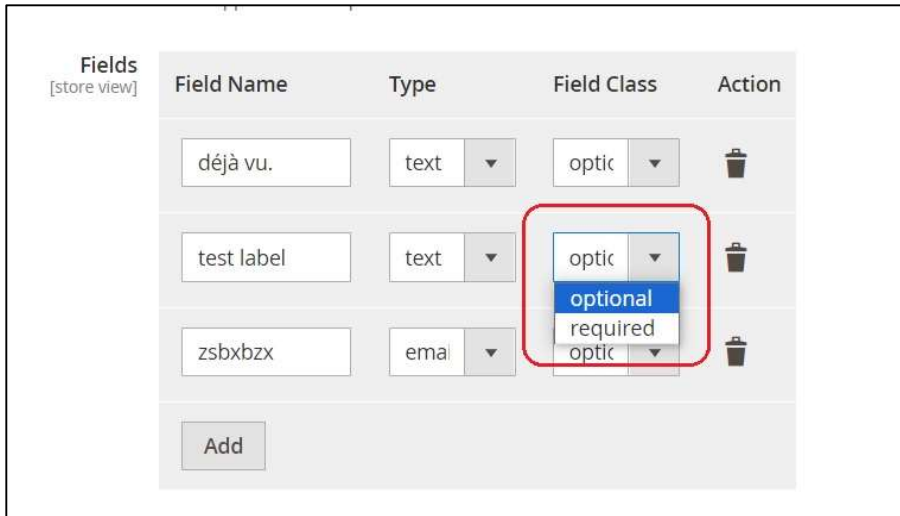 Fields
[store view]
Field Name Type Field Class Action
déjà vu. text optic
test label text optic
optional
required
zsbxbzx emai optic
Add